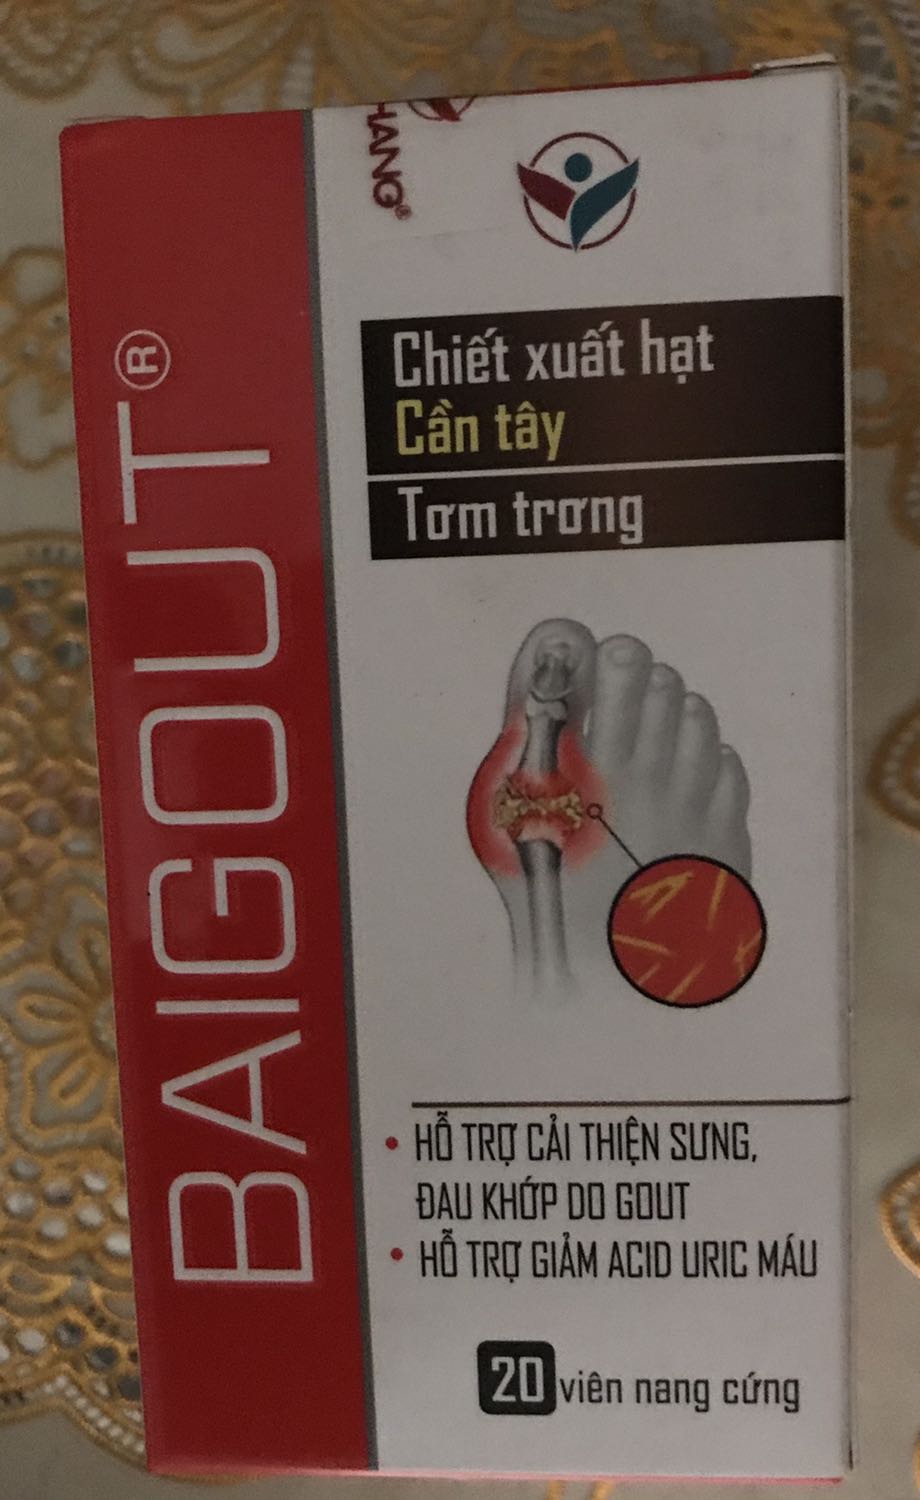 HANG®
BAIGOUT®
Chiết xuất hạt
Cần tây
Tơm trơng
• HỖ TRỢ CẢI THIỆN SƯNG,
ĐAU KHỚP DO GOUT
• HỖ TRỢ GIẢM ACID URIC MÁU
20 viên nang cứng